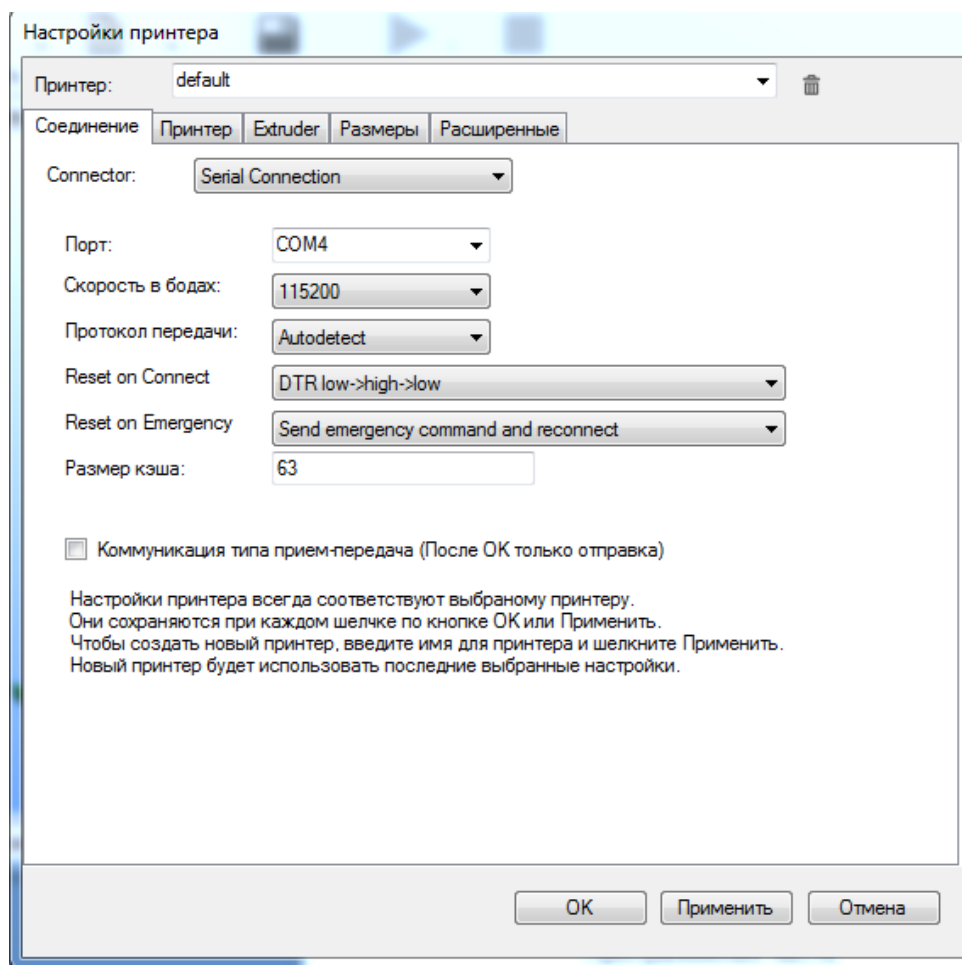 Настройки принтера
Принтер: default
Соединение Принтер Extruder Размеры Расширенные
Connector: Serial Connection
Порт: COM4
Скорость в бодах: 115200
Протокол передачи: Autodetect
Reset on Connect DTR low->high->low
Reset on Emergency Send emergency command and reconnect
Размер кэша: 63
Коммуникация типа прием-передача (После ОК только отправка)
Настройки принтера всегда соответствуют выбраному принтеру.
Они сохраняются при каждом шелчке по кнопке ОК или Применить.
Чтобы создать новый принтер, введите имя для принтера и шелкните Применить.
Новый принтер будет использовать последние выбранные настройки.
OK Применить Отмена